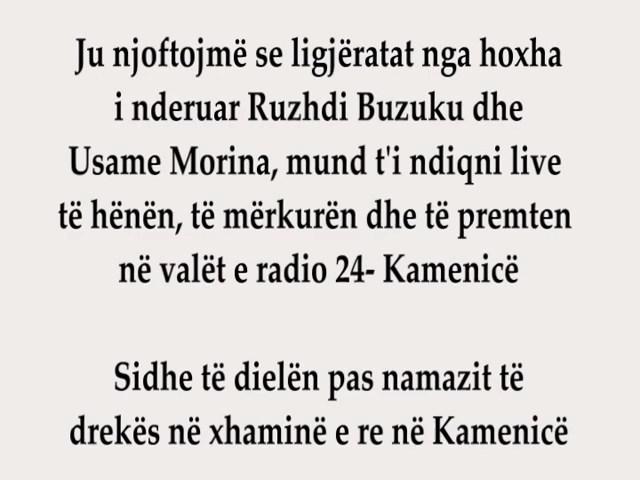 Ju njoftojmë se ligjëratat nga hoxha
i nderuar Ruzhdi Buzuku dhe
Usame Morina, mund t'i ndiqni live
të hënën, të mërkurën dhe të premten
në valët e radio 24- Kamenicë
Sidhe të dielën pas namazit të
drekës në xhaminë e re në Kamenicë